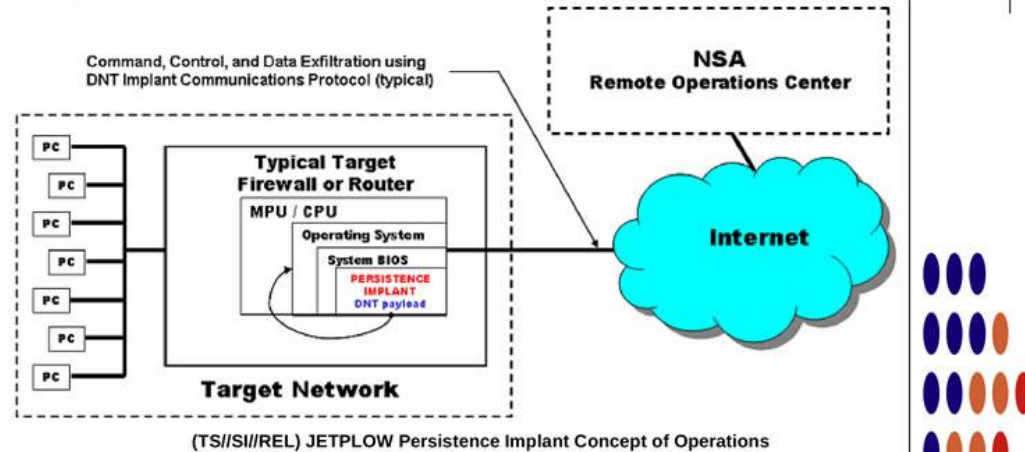 Command, Control, and Data Exfiltration using
DNT Implant Communications Protocol (typical)
NSA
Remote Operations Center
PC
PC
PC
PC
PC
PC
PC
Typical Target
Firewall or Router
MPU / CPU
Operating System
System BIOS
PERSISTENCE
IMPLANT
DNT payload
Internet
Target Network
(TS//SI//REL) JETPLOW Persistence Implant Concept of Operations